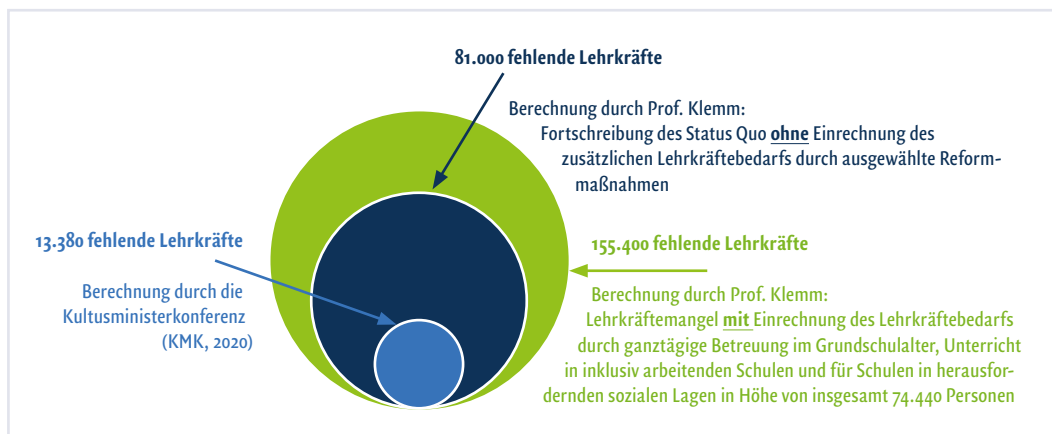 81.000 fehlende Lehrkräfte
Berechnung durch Prof. Klemm:
Fortschreibung des Status Quo ohne Einrechnung des
zusätzlichen Lehrkräftebedarfs durch ausgewählte Reform-
maßnahmen
13.380 fehlende Lehrkräfte
Berechnung durch die
Kultusministerkonferenz
(KMK, 2020)
155.400 fehlende Lehrkräfte
Berechnung durch Prof. Klemm:
Lehrkräftemangel mit Einrechnung des Lehrkräftebedarfs
durch ganztägige Betreuung im Grundschulalter, Unterricht
in inklusiv arbeitenden Schulen und für Schulen in herausfor-
dernden sozialen Lagen in Höhe von insgesamt 74.440 Personen